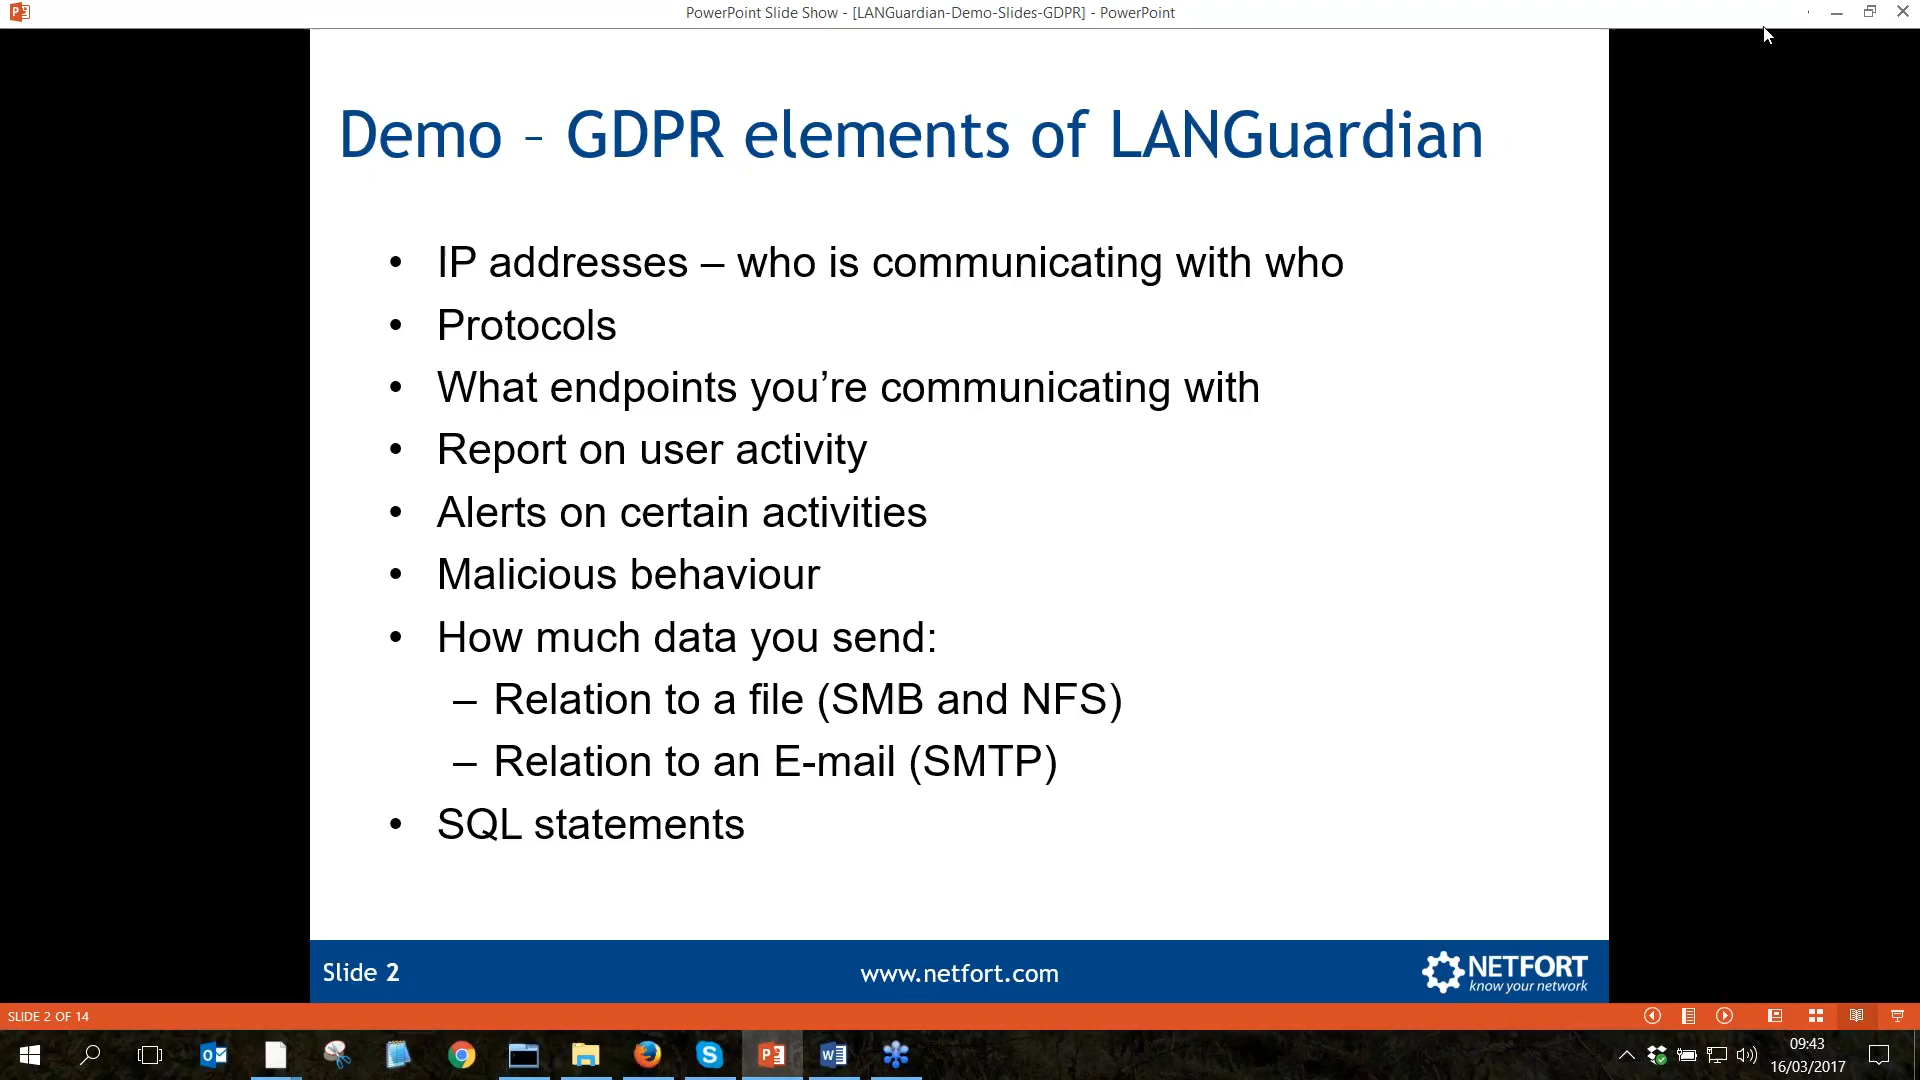 PowerPoint Slide Show - [LANGuardian-Demo-Slides-GDPR] - PowerPoint
Demo – GDPR elements of LANGuardian
• IP addresses – who is communicating with who
• Protocols
• What endpoints you’re communicating with
• Report on user activity
• Alerts on certain activities
• Malicious behaviour
• How much data you send:
– Relation to a file (SMB and NFS)
– Relation to an E-mail (SMTP)
• SQL statements
Slide 2
www.netfort.com
NETFORT
know your network
SLIDE 2 OF 14
09:43
16/03/2017